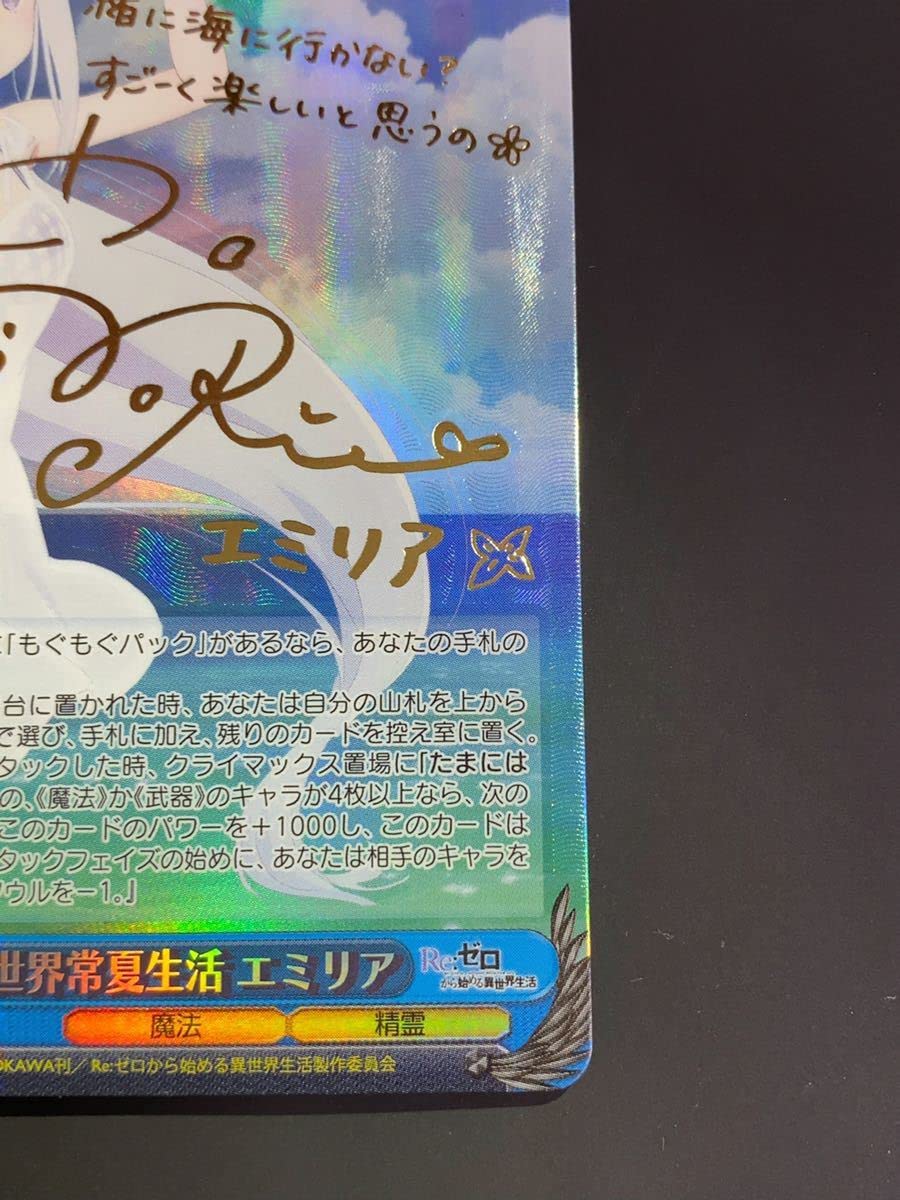 緒に海に行かない?
すごーく楽しいと思うの
エミリア
に「もぐもぐパック」があるなら、あなたの手札の
台に置かれた時、あなたは自分の山札を上から
で選び、手札に加え、残りのカードを控え室に置く。
タックした時、クライマックス置場に「たまには
の、《魔法》か《武器》のキャラが4枚以上なら、次の
このカードのパワーを+1000し、このカードは
タックフェイズの始めに、あなたは相手のキャラを
ソウルを−1。』
世界常夏生活 エミリア
Re:ゼロ
から始める異世界生活
魔法 精霊
OKAWA刊/Re:ゼロから始める異世界生活製作委員会